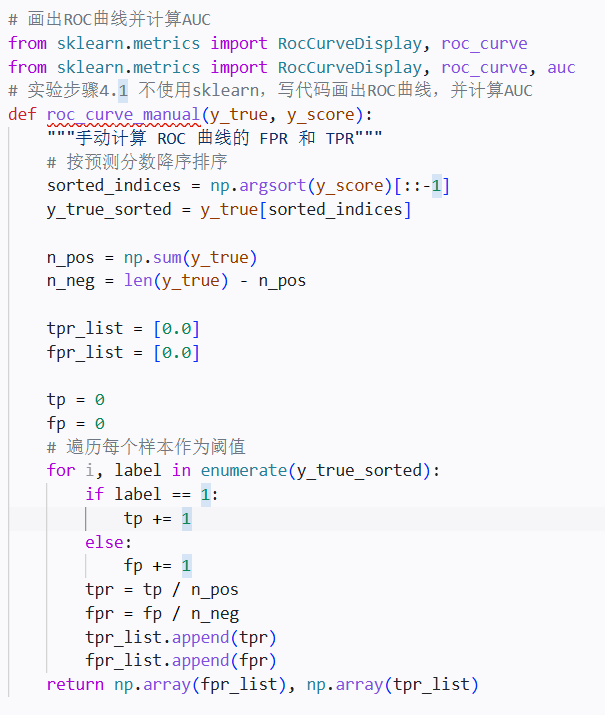 # 画出ROC曲线并计算AUC
from sklearn.metrics import RocCurveDisplay, roc_curve
from sklearn.metrics import RocCurveDisplay, roc_curve, auc
# 实验步骤4.1 不使用sklearn，写代码画出ROC曲线，并计算AUC
def roc_curve_manual(y_true, y_score):
    """手动计算 ROC 曲线的 FPR 和 TPR"""
    # 按预测分数降序排序
    sorted_indices = np.argsort(y_score)[::-1]
    y_true_sorted = y_true[sorted_indices]

    n_pos = np.sum(y_true)
    n_neg = len(y_true) - n_pos

    tpr_list = [0.0]
    fpr_list = [0.0]

    tp = 0
    fp = 0
    # 遍历每个样本作为阈值
    for i, label in enumerate(y_true_sorted):
        if label == 1:
            tp += 1
        else:
            fp += 1
        tpr = tp / n_pos
        fpr = fp / n_neg
        tpr_list.append(tpr)
        fpr_list.append(fpr)
    return np.array(fpr_list), np.array(tpr_list)